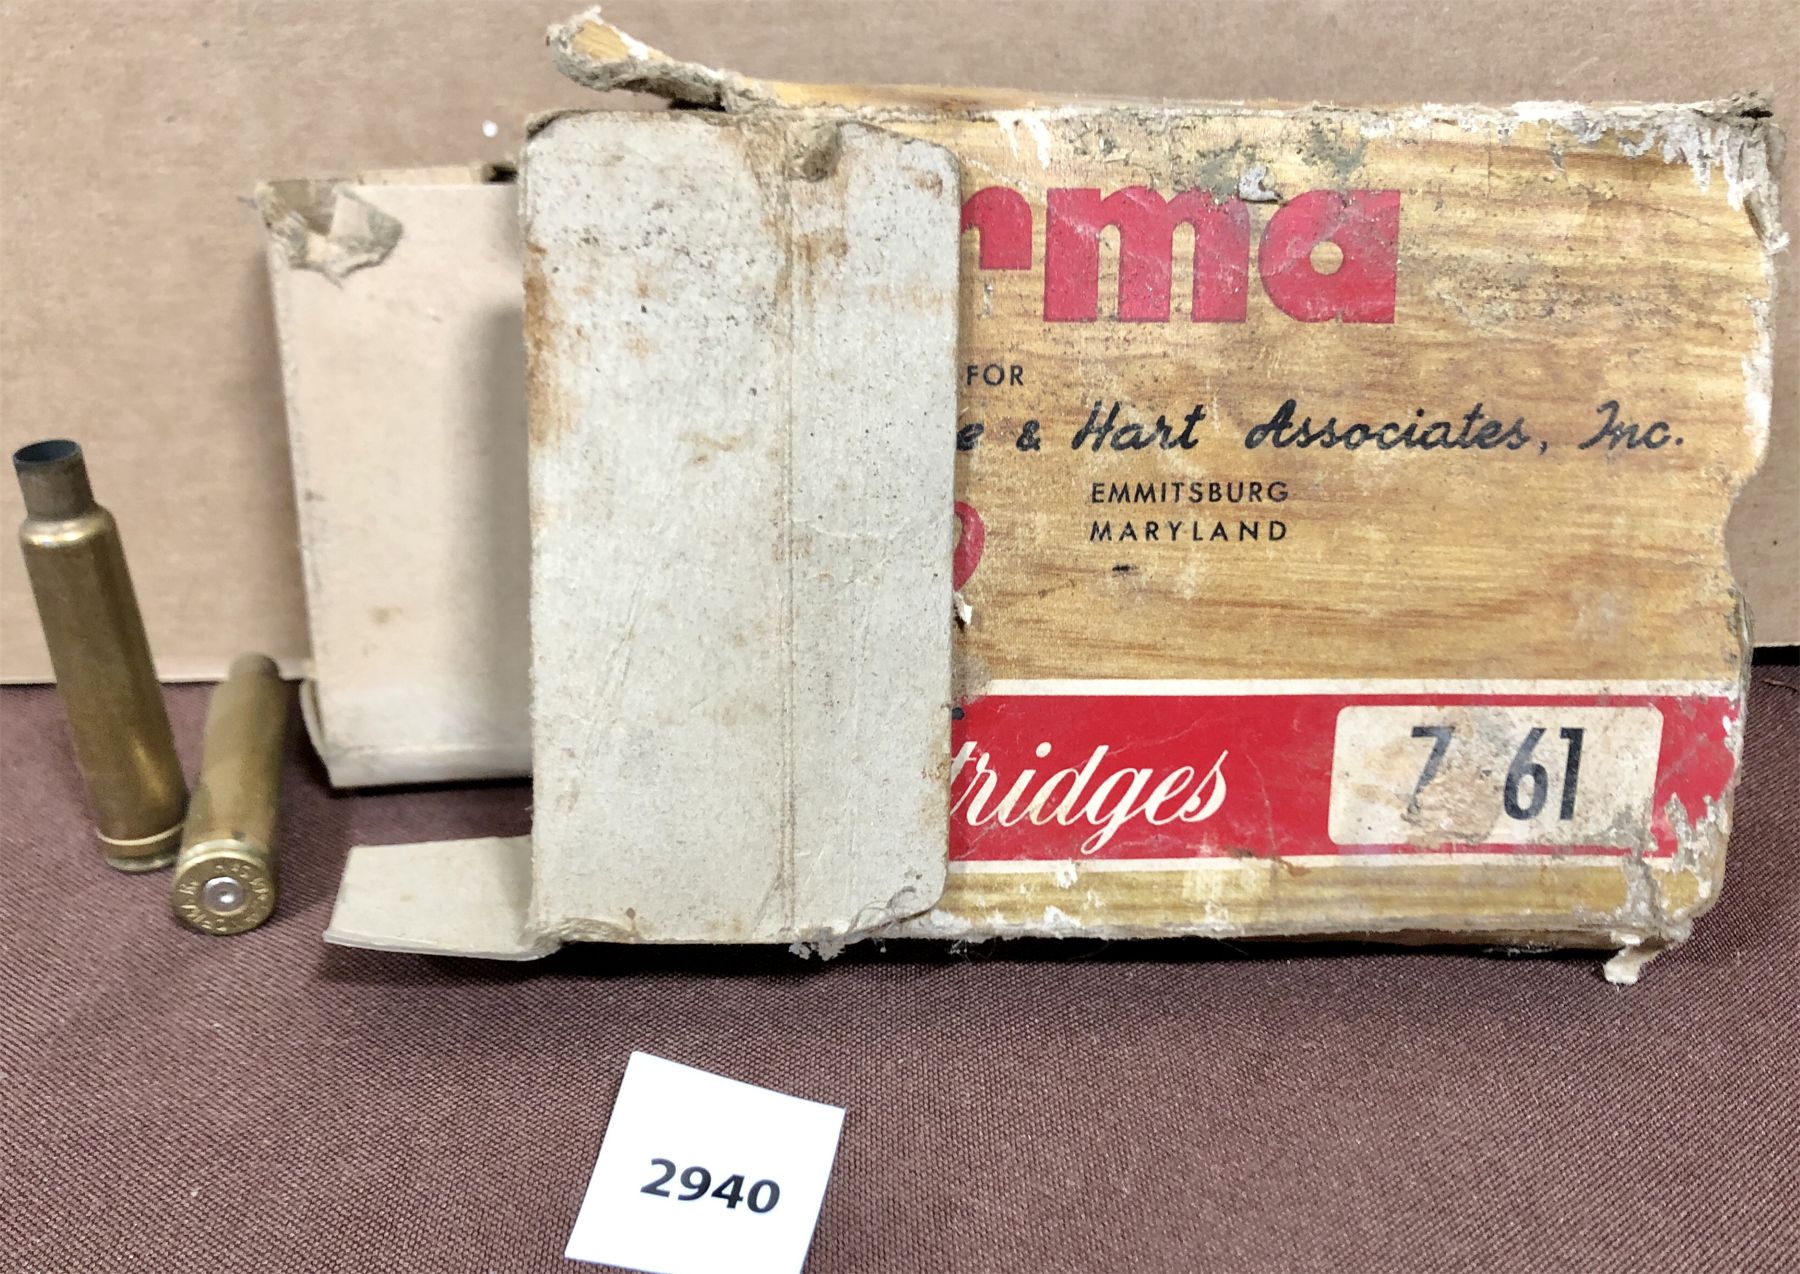 rma
FOR
e & Hart Associates, Inc.
EMMITSBURG
MARYLAND
tridges
7 61
2940